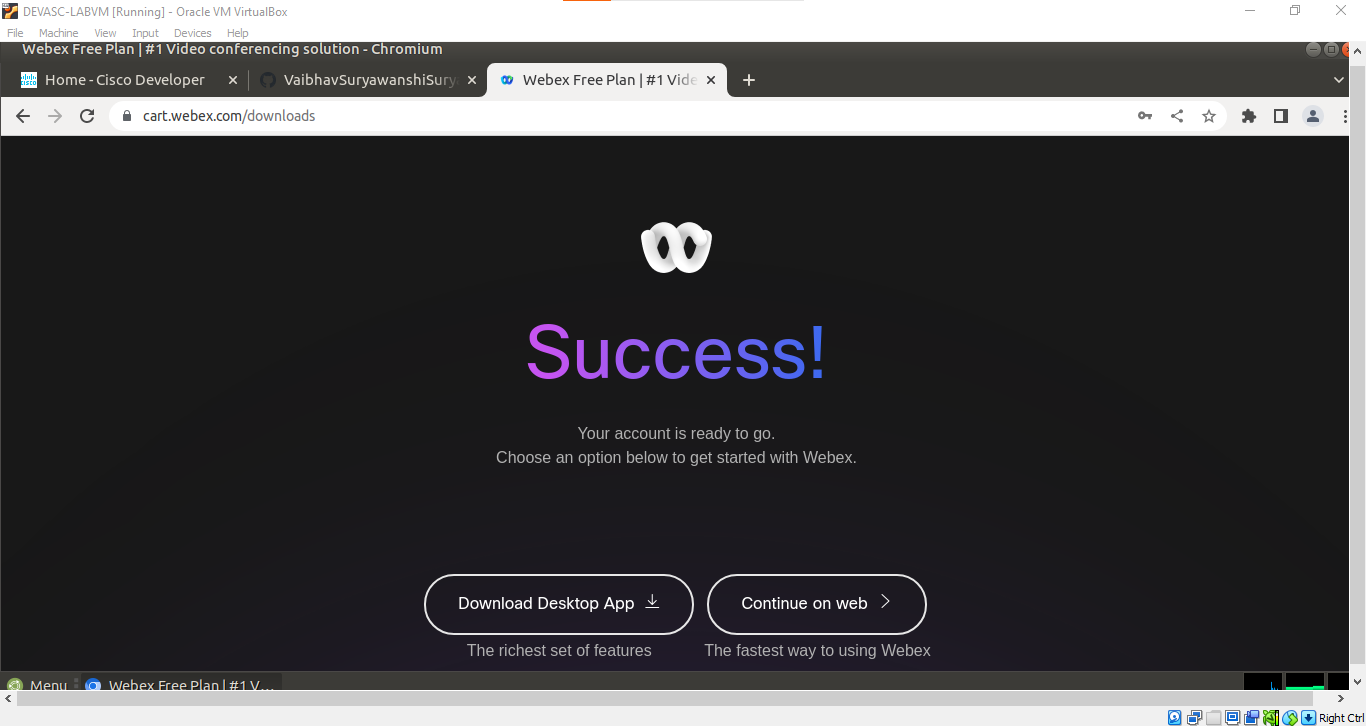 DEVASC-LABVM [Running] - Oracle VM VirtualBox
File Machine View Input Devices Help
Webex Free Plan | #1 Video conferencing solution - Chromium
CISCO Home - Cisco Developer VaibhavSuryawanshiSurya Webex Free Plan | #1 Vide
cart.webex.com/downloads
Success!
Your account is ready to go.
Choose an option below to get started with Webex.
Download Desktop App Continue on web
The richest set of features The fastest way to using Webex
Menu Webex Free Plan | #1 V...
Right Ctrl